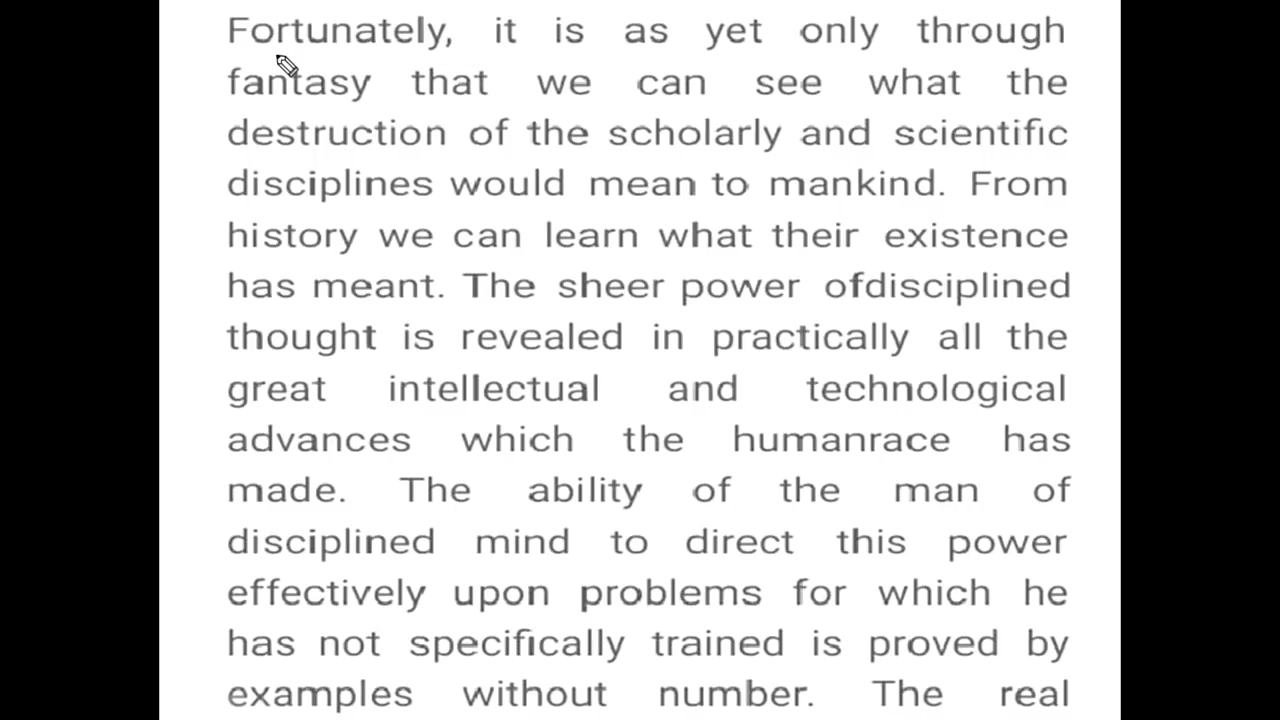 Fortunately, it is as yet only through
fantasy that we can see what the
destruction of the scholarly and scientific
disciplines would mean to mankind. From
history we can learn what their existence
has meant. The sheer power ofdisciplined
thought is revealed in practically all the
great intellectual and technological
advances which the humanrace has
made. The ability of the man of
disciplined mind to direct this power
effectively upon problems for which he
has not specifically trained is proved by
examples without number. The real